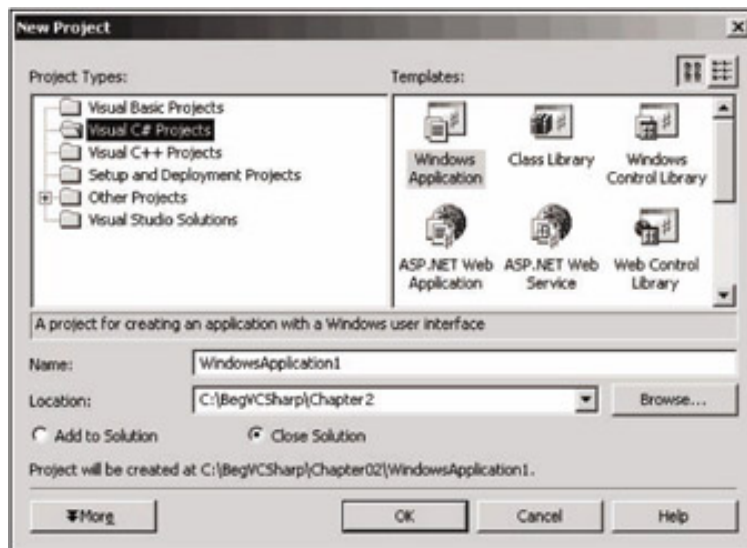 New Project
Project Types:
Templates:
Visual Basic Projects
Visual C# Projects
Visual C++ Projects
Setup and Deployment Projects
Other Projects
Visual Studio Solutions
Windows Application
Class Library
Windows Control Library
ASP.NET Web Application
ASP.NET Web Service
Web Control Library
A project for creating an application with a Windows user interface
Name:
WindowsApplication1
Location:
C:\BegVCSharp\Chapter2
Browse...
Add to Solution
Close Solution
Project will be created at C:\BegVCSharp\Chapter02\WindowsApplication1.
More
OK
Cancel
Help